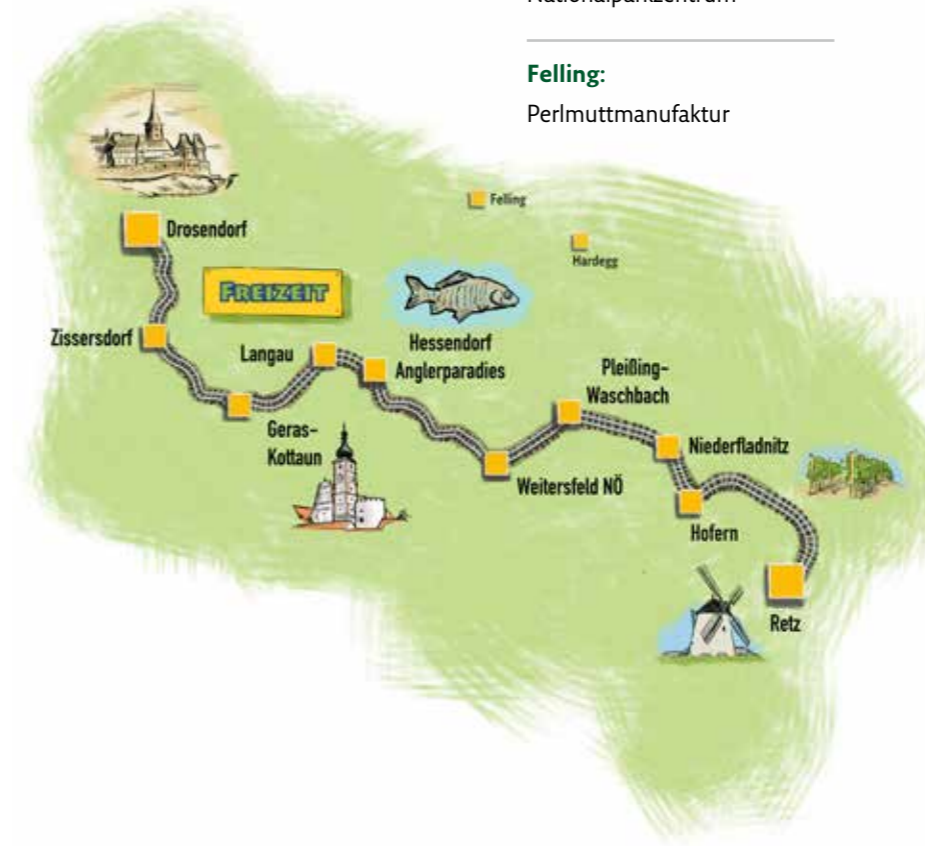 Nationalparkzentrum
Felling:
Perlmuttmanufaktur
Felling
Drosendorf
Hardegg
FREIZEIT
Zissersdorf
Langau
Hessendorf
Anglerparadies
Pleißing-
Waschbach
Geras-
Kottaun
Niederfladnitz
Weitersfeld NÖ
Hofern
Retz